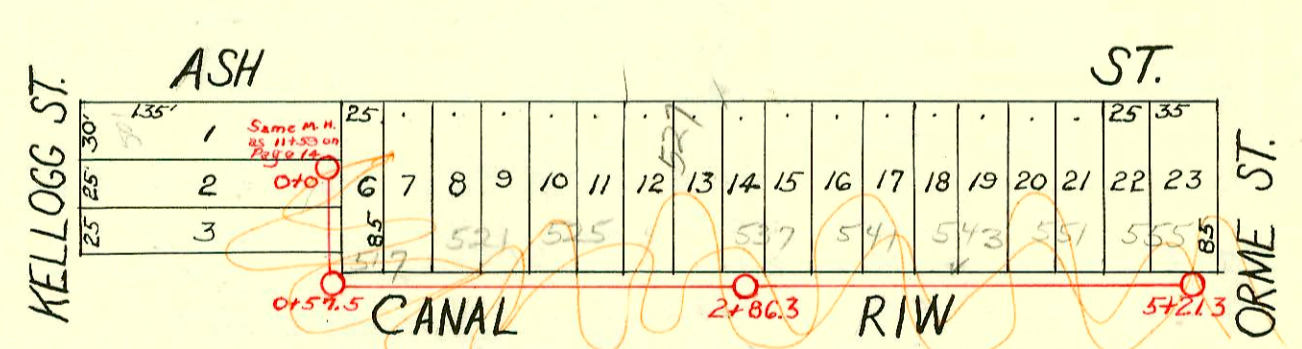 ASH ST.
KELLOGG ST.
135'
30'
1
25'
2
25
3
Same M.H.
as 11+53 on
Page 14
0+0
25 . . . . . . . . . . . . . . . 25 35
6 7 8 9 10 11 12 13 14 15 16 17 18 19 20 21 22 23
527
85 85
517 521 525 537 541 543 551 555
0+57.5 2+86.3 5+21.3
CANAL R/W
ORME ST.